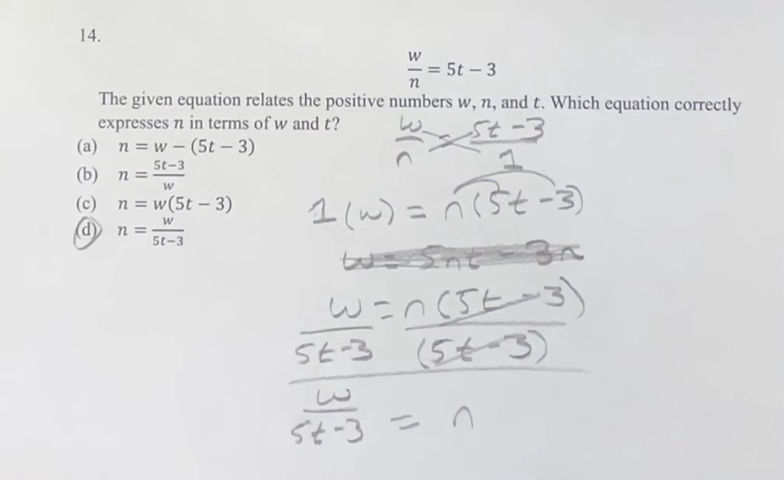 14.
w/n = 5t − 3
The given equation relates the positive numbers w, n, and t. Which equation correctly
expresses n in terms of w and t?
(a) n = w − (5t − 3)
(b) n = 5t−3/w
(c) n = w(5t − 3)
(d) n = w/5t−3
w/n 5t-3/1
1(w) = n(5t-3)
w = 5nt - 3n
w/5t-3 = n(5t-3)/(5t-3)
w/5t-3 = n